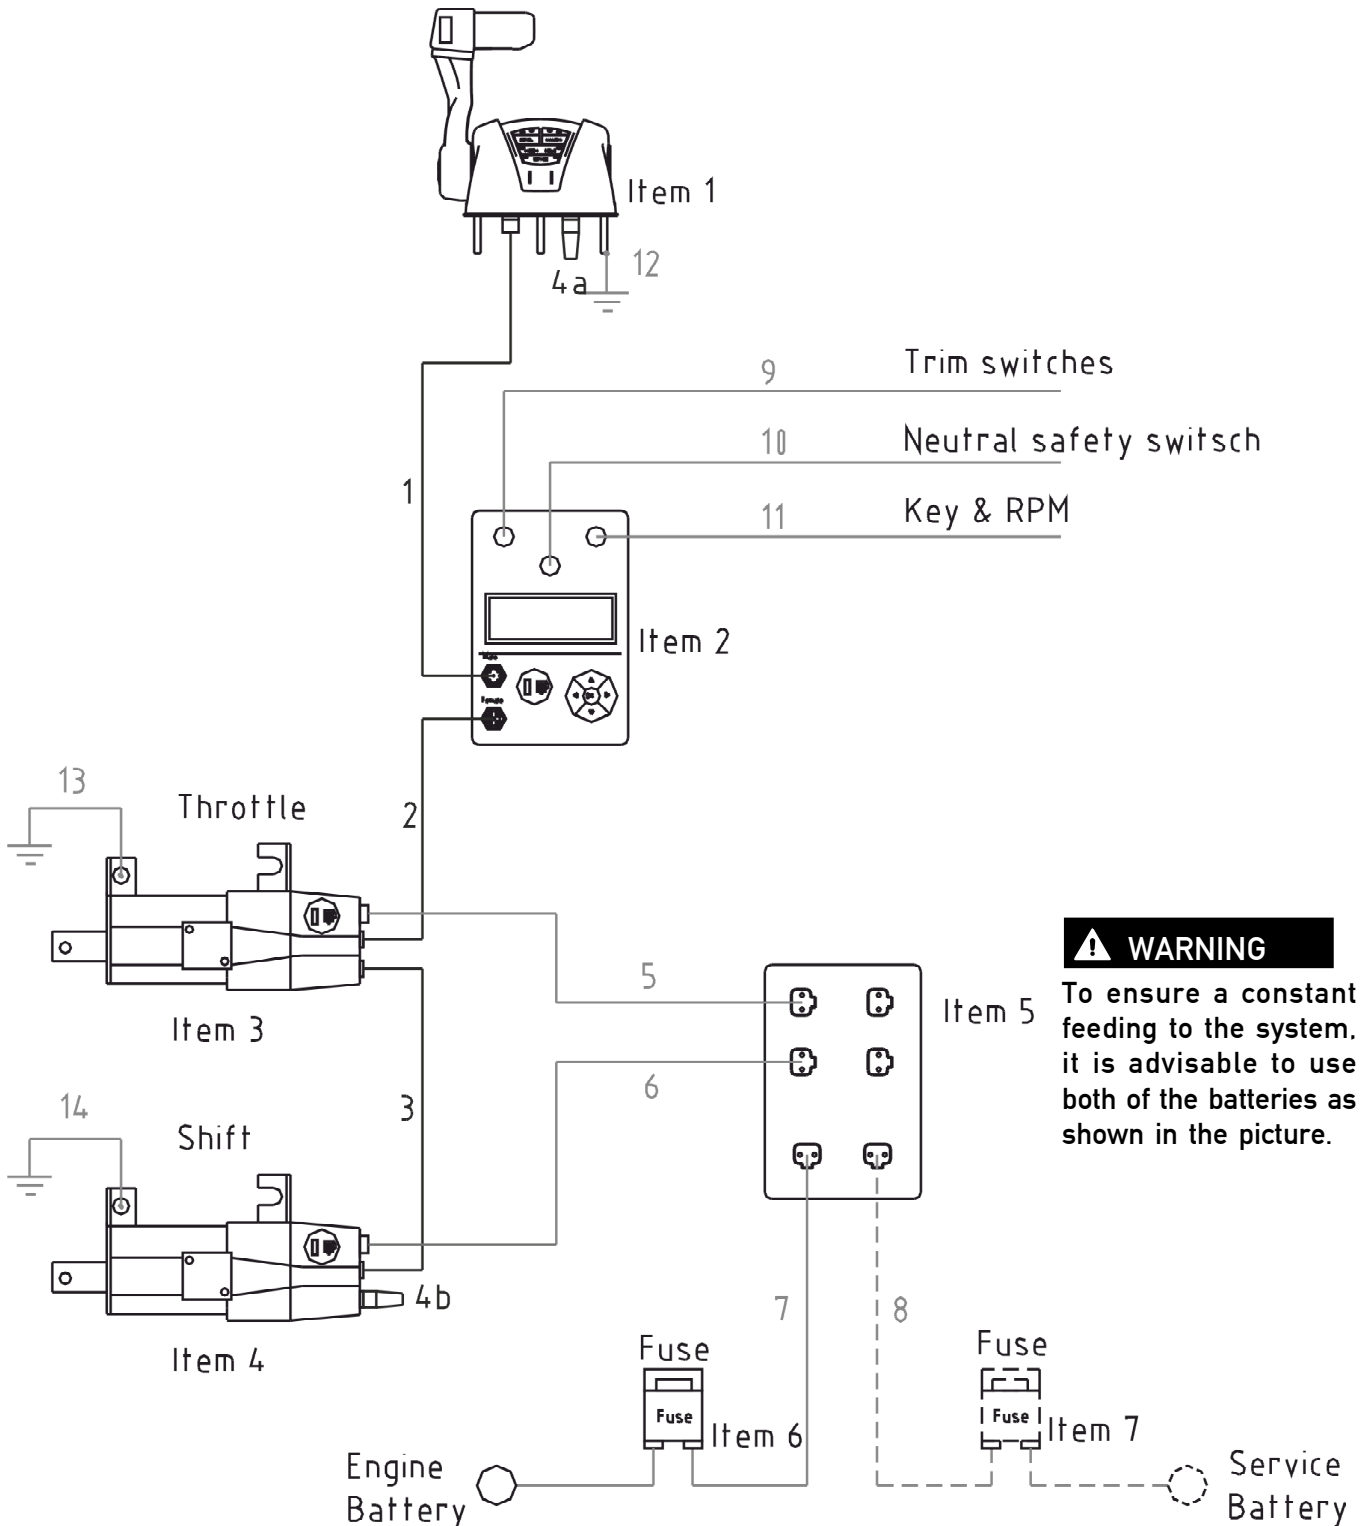 Item 1
12
4a
9
Trim switches
10
Neutral safety switsch
1
11
Key & RPM
Item 2
Male
Female
13
Throttle
2
5
Item 5
Item 3
WARNING
To ensure a constant
feeding to the system,
it is advisable to use
both of the batteries as
shown in the picture.
6
3
14
Shift
4b
7
8
Item 4
Fuse
Fuse
Fuse
Fuse
Item 6
Item 7
Engine
Battery
Service
Battery